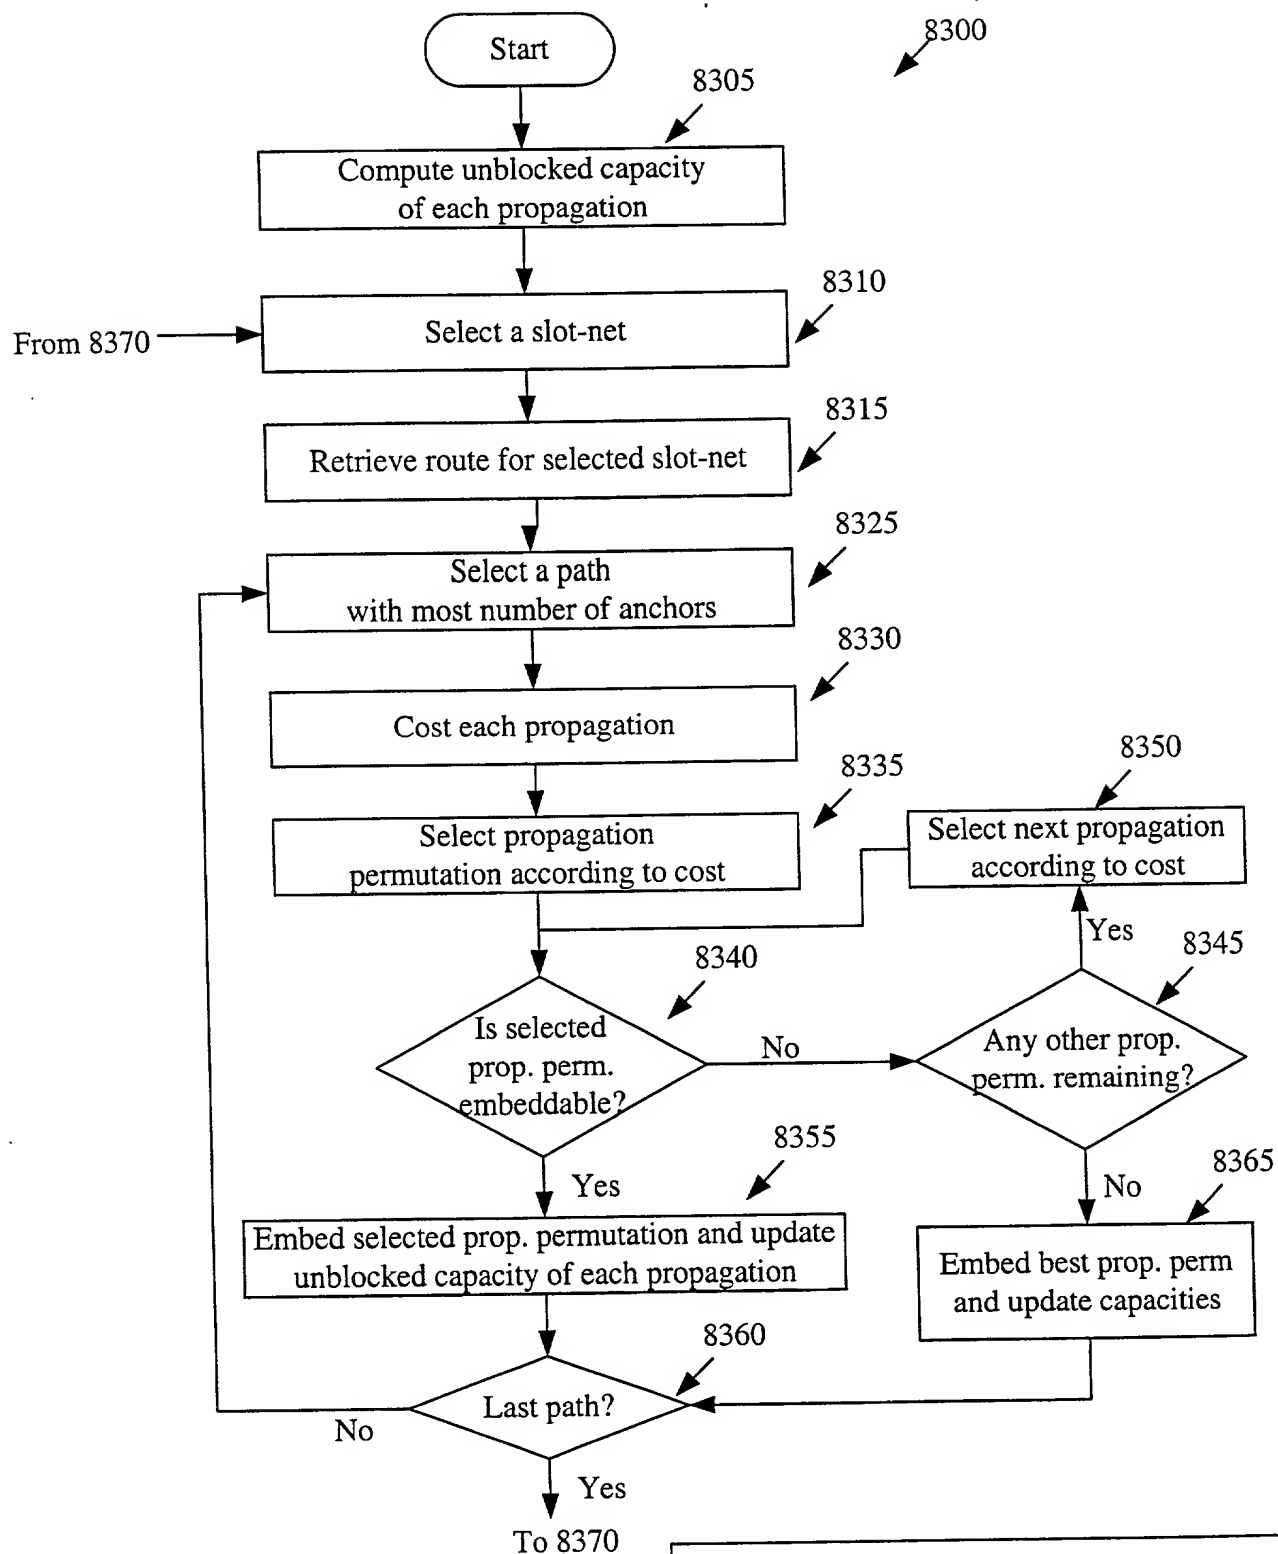 Start
8300
8305
Compute unblocked capacity
of each propagation
8310
From 8370
Select a slot-net
8315
Retrieve route for selected slot-net
8325
Select a path
with most number of anchors
8330
Cost each propagation
8335
Select propagation
permutation according to cost
8350
Select next propagation
according to cost
Yes
8345
8340
Is selected
prop. perm.
embeddable?
No
Any other prop.
perm. remaining?
8355
Yes
8365
No
Embed selected prop. permutation and update
unblocked capacity of each propagation
Embed best prop. perm
and update capacities
8360
Last path?
No
Yes
To 8370